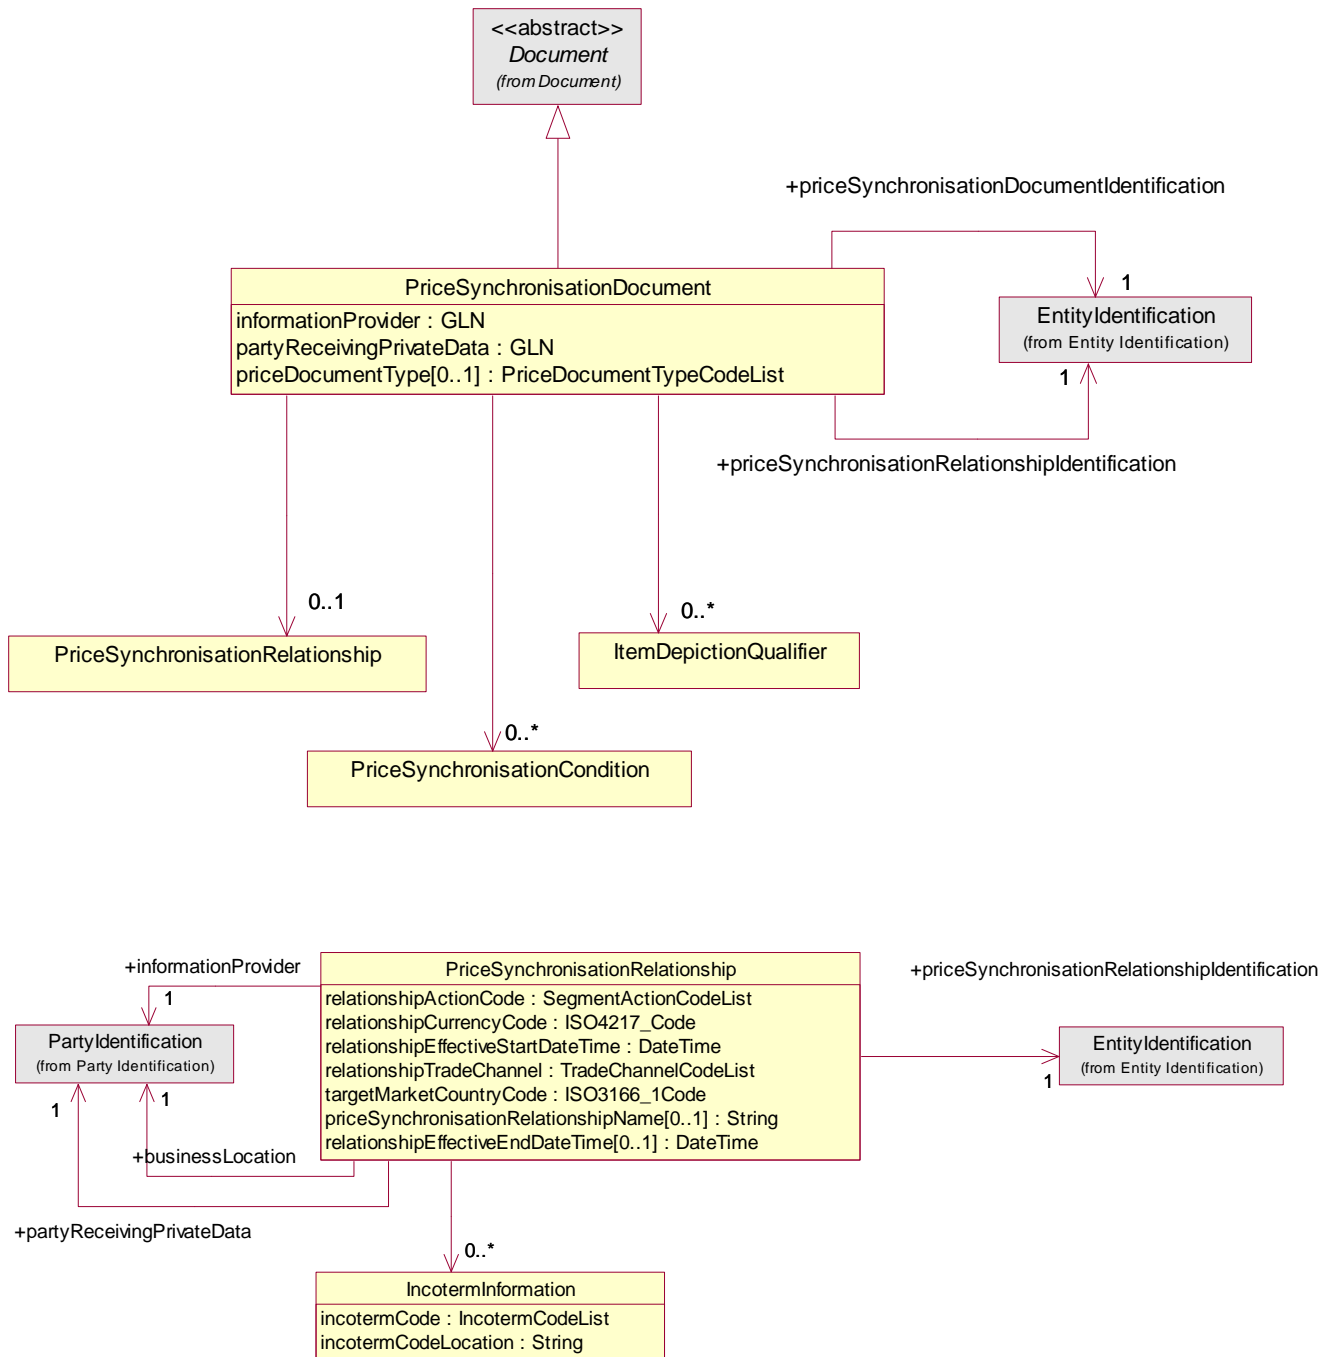 <<abstract>>
Document
(from Document)
+priceSynchronisationDocumentIdentification
1
PriceSynchronisationDocument
informationProvider : GLN
partyReceivingPrivateData : GLN
priceDocumentType[0..1] : PriceDocumentTypeCodeList
EntityIdentification
(from Entity Identification)
1
+priceSynchronisationRelationshipIdentification
0..1
0..*
PriceSynchronisationRelationship
ItemDepictionQualifier
0..*
PriceSynchronisationCondition
+informationProvider
1
PriceSynchronisationRelationship
relationshipActionCode : SegmentActionCodeList
relationshipCurrencyCode : ISO4217_Code
relationshipEffectiveStartDateTime : DateTime
relationshipTradeChannel : TradeChannelCodeList
targetMarketCountryCode : ISO3166_1Code
priceSynchronisationRelationshipName[0..1] : String
relationshipEffectiveEndDateTime[0..1] : DateTime
+priceSynchronisationRelationshipIdentification
PartyIdentification
(from Party Identification)
EntityIdentification
(from Entity Identification)
1
1
1
+businessLocation
+partyReceivingPrivateData
0..*
IncotermInformation
incotermCode : IncotermCodeList
incotermCodeLocation : String